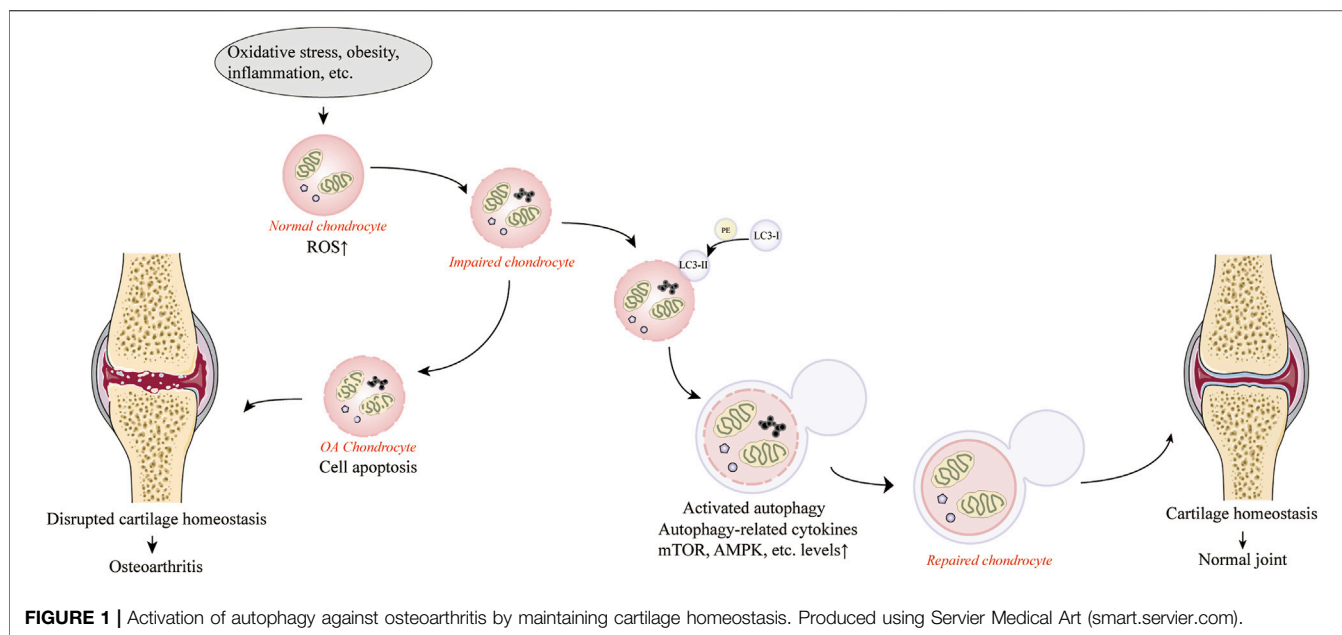 Oxidative stress, obesity,
inflammation, etc.
Normal chondrocyte
ROS↑
Impaired chondrocyte
PE
LC3-I
LC3-II
OA Chondrocyte
Cell apoptosis
Disrupted cartilage homeostasis
Osteoarthritis
Activated autophagy
Autophagy-related cytokines
mTOR, AMPK, etc. levels↑
Repaired chondrocyte
Cartilage homeostasis
Normal joint
FIGURE 1 | Activation of autophagy against osteoarthritis by maintaining cartilage homeostasis. Produced using Servier Medical Art (smart.servier.com).